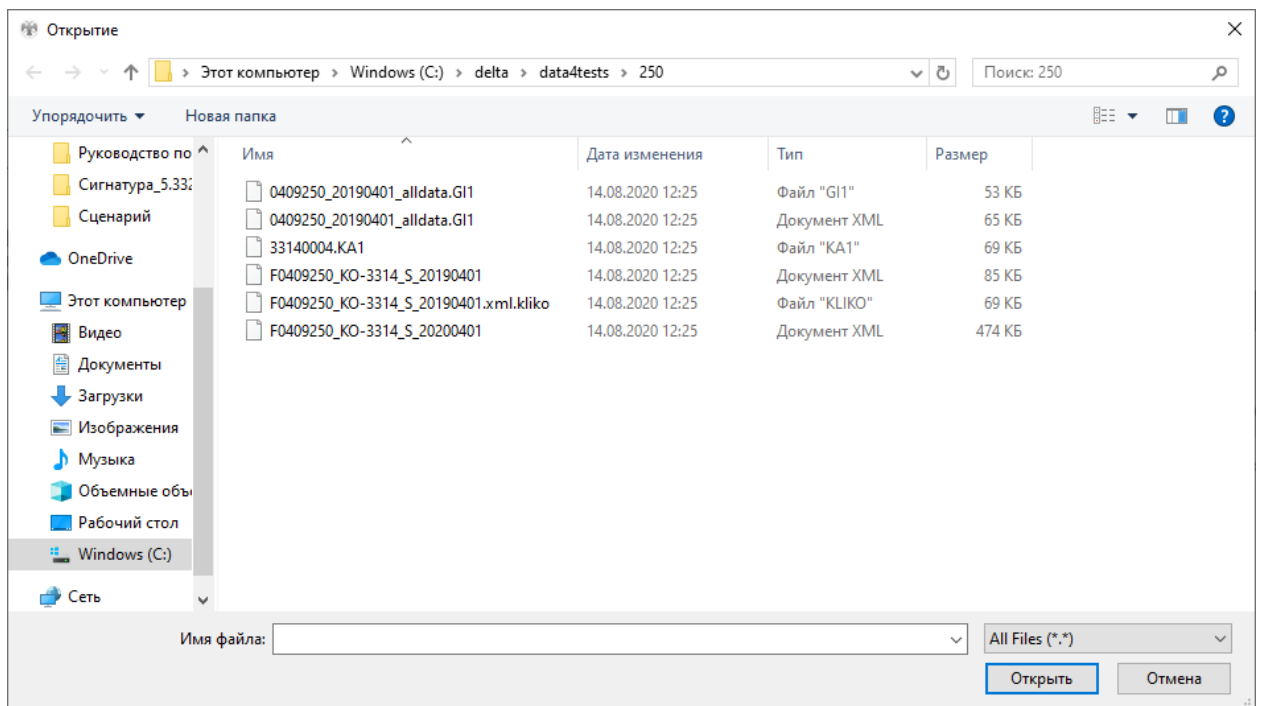 Открытие
Этот компьютер > Windows (C:) > delta > data4tests > 250
Поиск: 250
Упорядочить
Новая папка
?
Руководство по
Сигнатура_5.332
Сценарий
OneDrive
Этот компьютер
Видео
Документы
Загрузки
Изображения
Музыка
Объемные объ
Рабочий стол
Windows (C:)
Сеть
Имя Дата изменения Тип Размер
0409250_20190401_alldata.GI1 14.08.2020 12:25 Файл "GI1" 53 КБ
0409250_20190401_alldata.GI1 14.08.2020 12:25 Документ XML 65 КБ
33140004.KA1 14.08.2020 12:25 Файл "KA1" 69 КБ
F0409250_KO-3314_S_20190401 14.08.2020 12:25 Документ XML 85 КБ
F0409250_KO-3314_S_20190401.xml.kliko 14.08.2020 12:25 Файл "KLIKO" 69 КБ
F0409250_KO-3314_S_20200401 14.08.2020 12:25 Документ XML 474 КБ
Имя файла:
All Files (*.*)
Открыть
Отмена